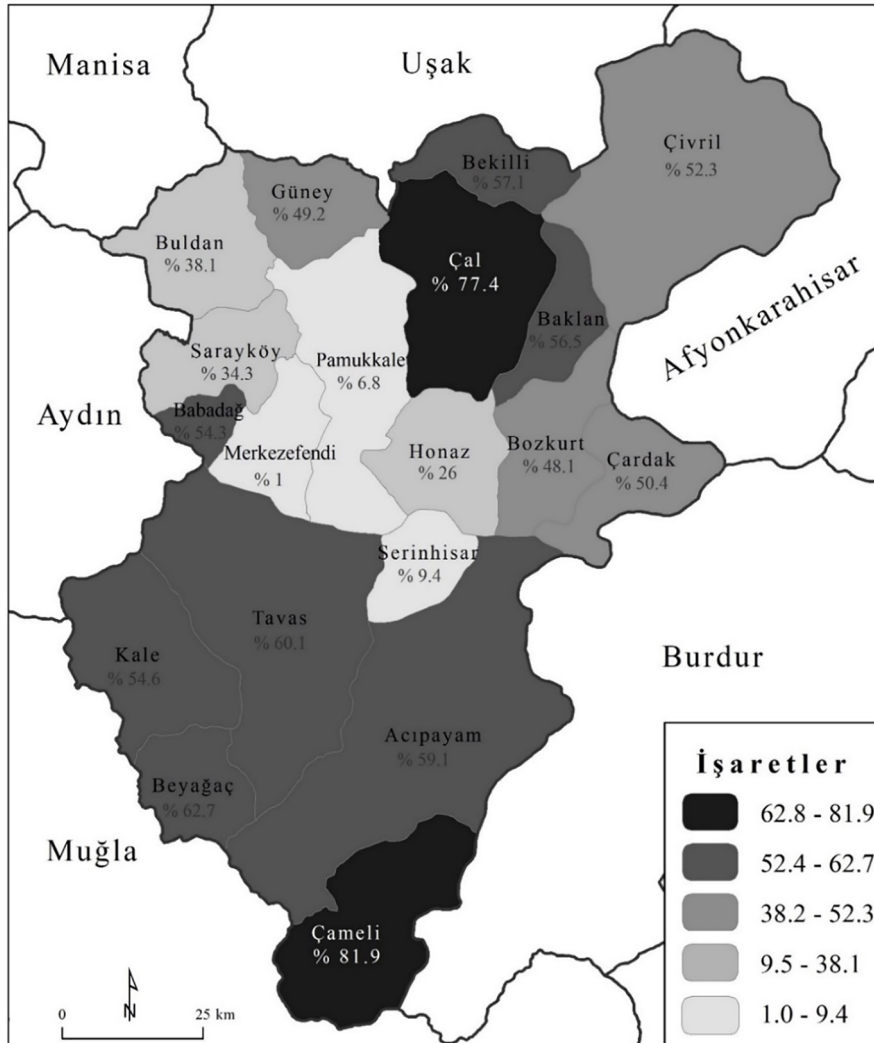 Manisa
Uşak
Çivril
% 52.3
Bekilli
% 57.1
Güney
% 49.2
Buldan
% 38.1
Çal
% 77.4
Afyonkarahisar
Baklan
% 56.5
Sarayköy
% 34.3
Pamukkale
% 6.8
Aydın
Babadağ
% 54.3
Merkezefendi
% 1
Honaz
% 26
Bozkurt
% 48.1
Çardak
% 50.4
Serinhisar
% 9.4
Tavas
% 60.1
Kale
% 54.6
Burdur
Acıpayam
% 59.1
Beyağaç
% 62.7
Muğla
Çameli
% 81.9
İşaretler
62.8 - 81.9
52.4 - 62.7
38.2 - 52.3
9.5 - 38.1
1.0 - 9.4
N
0 25 km